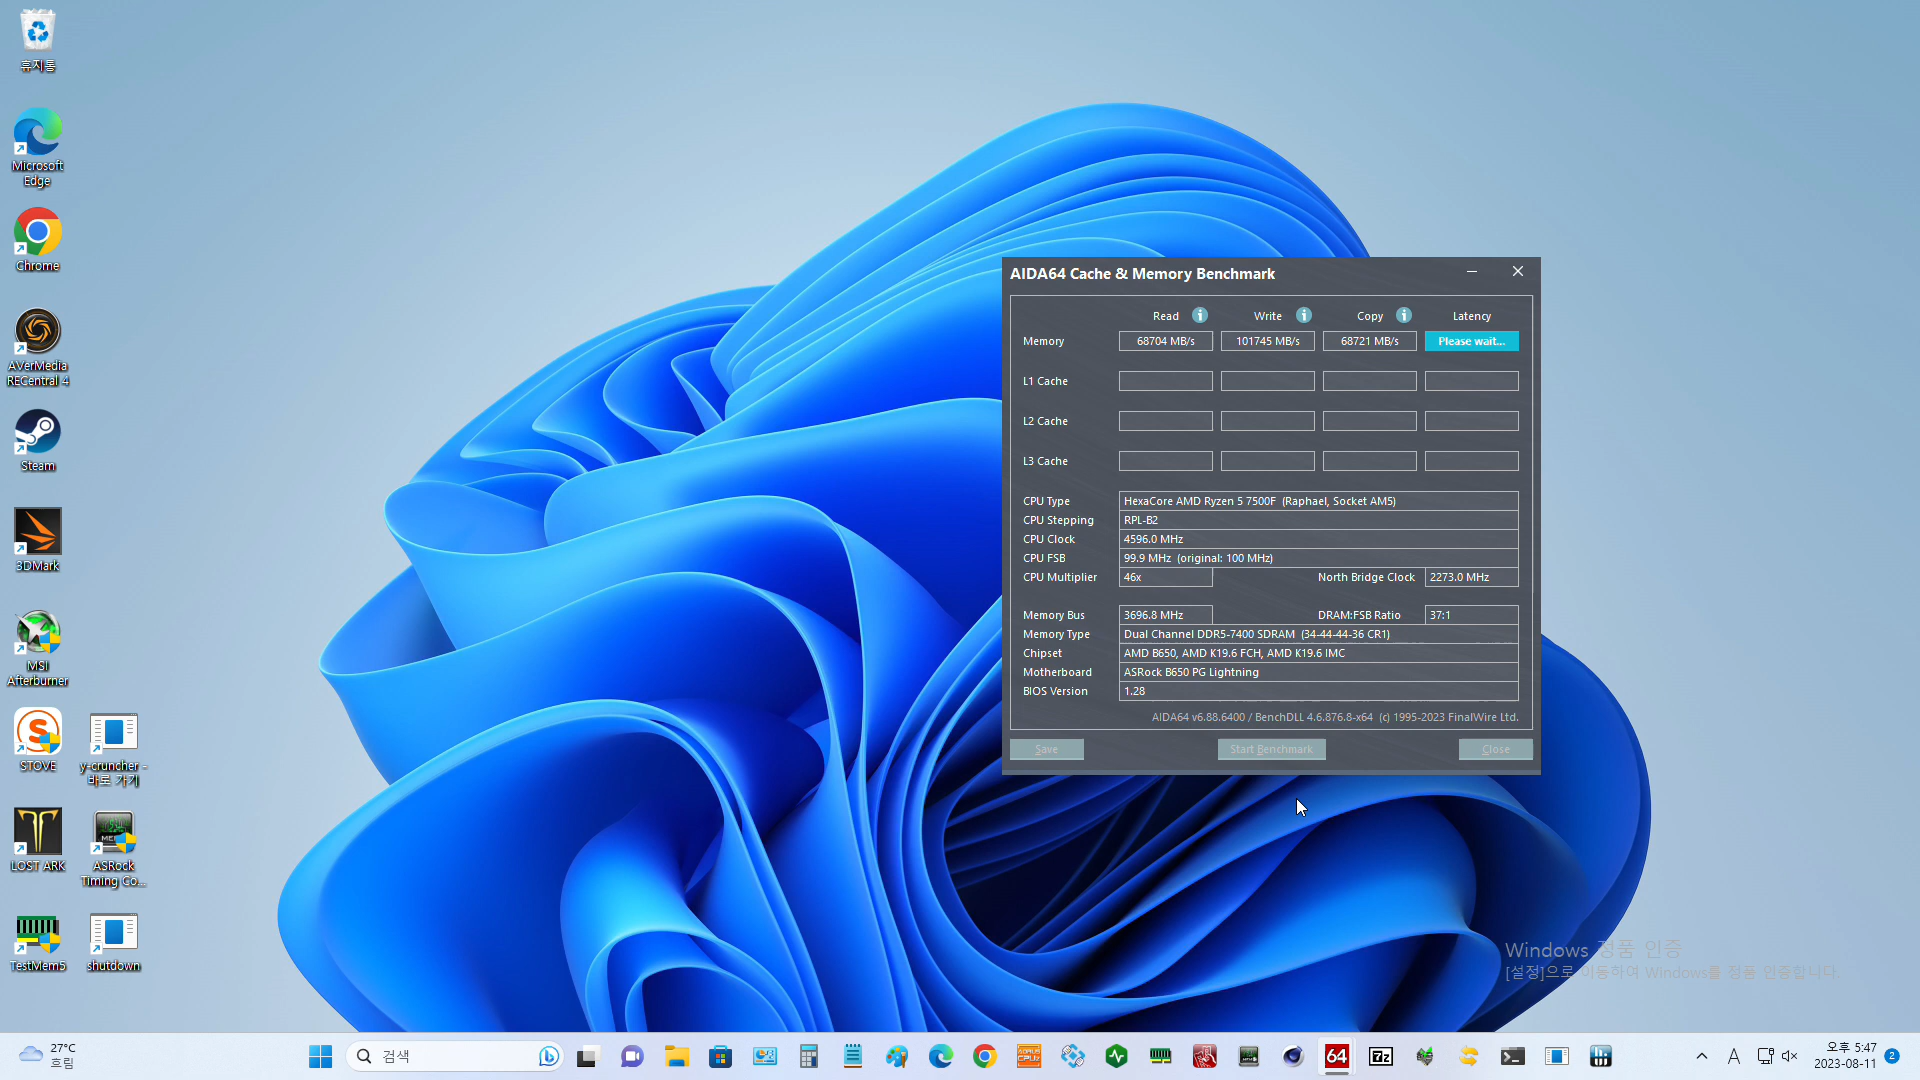 휴지통
Microsoft
Edge
Chrome
AVerMedia
RECentral 4
Steam
3DMark
MSI
Afterburner
STOVE
y-cruncher -
바로 가기
LOST ARK
ASRock
Timing Co...
TestMem5
shutdown
AIDA64 Cache & Memory Benchmark
Read Write Copy Latency
Memory 68704 MB/s 101745 MB/s 68721 MB/s Please wait...
L1 Cache
L2 Cache
L3 Cache
CPU Type HexaCore AMD Ryzen 5 7500F (Raphael, Socket AM5)
CPU Stepping RPL-B2
CPU Clock 4596.0 MHz
CPU FSB 99.9 MHz (original: 100 MHz)
CPU Multiplier 46x North Bridge Clock 2273.0 MHz
Memory Bus 3696.8 MHz DRAM:FSB Ratio 37:1
Memory Type Dual Channel DDR5-7400 SDRAM (34-44-44-36 CR1)
Chipset AMD B650, AMD K19.6 FCH, AMD K19.6 IMC
Motherboard ASRock B650 PG Lightning
BIOS Version 1.28
AIDA64 v6.88.6400 / BenchDLL 4.6.876.8-x64 (c) 1995-2023 FinalWire Ltd.
Save Start Benchmark Close
Windows 정품 인증
[설정]으로 이동하여 Windows를 정품 인증합니다.
27°C
흐림
검색
64
7z
A
오후 5:47
2023-08-11
2